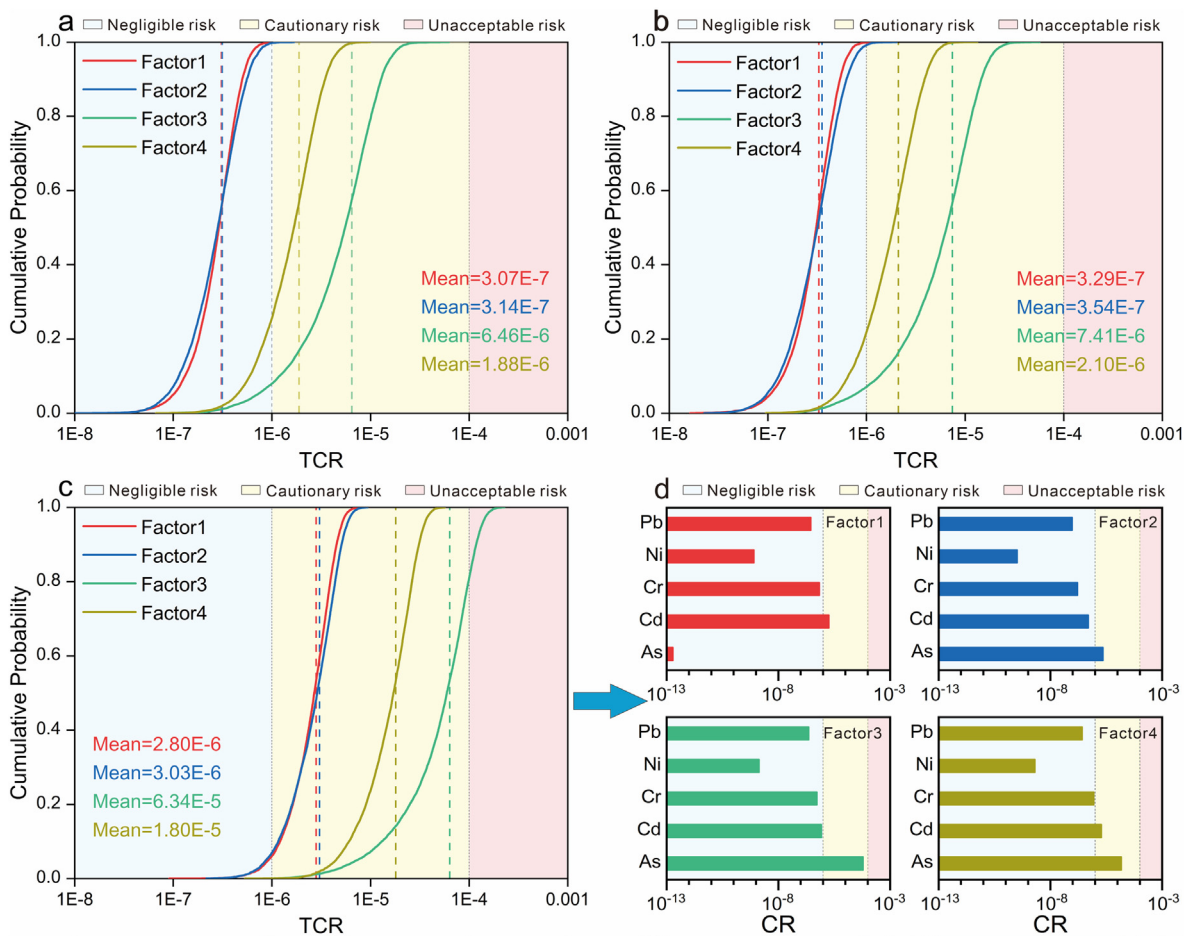 a Negligible risk Cautionary risk Unacceptable risk
1.0
0.8
0.6
0.4
0.2
0.0
Cumulative Probability
Factor1
Factor2
Factor3
Factor4
Mean=3.07E-7
Mean=3.14E-7
Mean=6.46E-6
Mean=1.88E-6
1E-8 1E-7 1E-6 1E-5 1E-4 0.001
TCR
b Negligible risk Cautionary risk Unacceptable risk
1.0
0.8
0.6
0.4
0.2
0.0
Cumulative Probability
Factor1
Factor2
Factor3
Factor4
Mean=3.29E-7
Mean=3.54E-7
Mean=7.41E-6
Mean=2.10E-6
1E-8 1E-7 1E-6 1E-5 1E-4 0.001
TCR
c Negligible risk Cautionary risk Unacceptable risk
1.0
0.8
0.6
0.4
0.2
0.0
Cumulative Probability
Factor1
Factor2
Factor3
Factor4
Mean=2.80E-6
Mean=3.03E-6
Mean=6.34E-5
Mean=1.80E-5
1E-8 1E-7 1E-6 1E-5 1E-4 0.001
TCR
d Negligible risk Cautionary risk Unacceptable risk
Factor1
Pb
Ni
Cr
Cd
As
10⁻¹³ 10⁻⁸ 10⁻³
Factor2
Pb
Ni
Cr
Cd
As
10⁻¹³ 10⁻⁸ 10⁻³
Factor3
Pb
Ni
Cr
Cd
As
10⁻¹³ 10⁻⁸ 10⁻³
CR
Factor4
Pb
Ni
Cr
Cd
As
10⁻¹³ 10⁻⁸ 10⁻³
CR